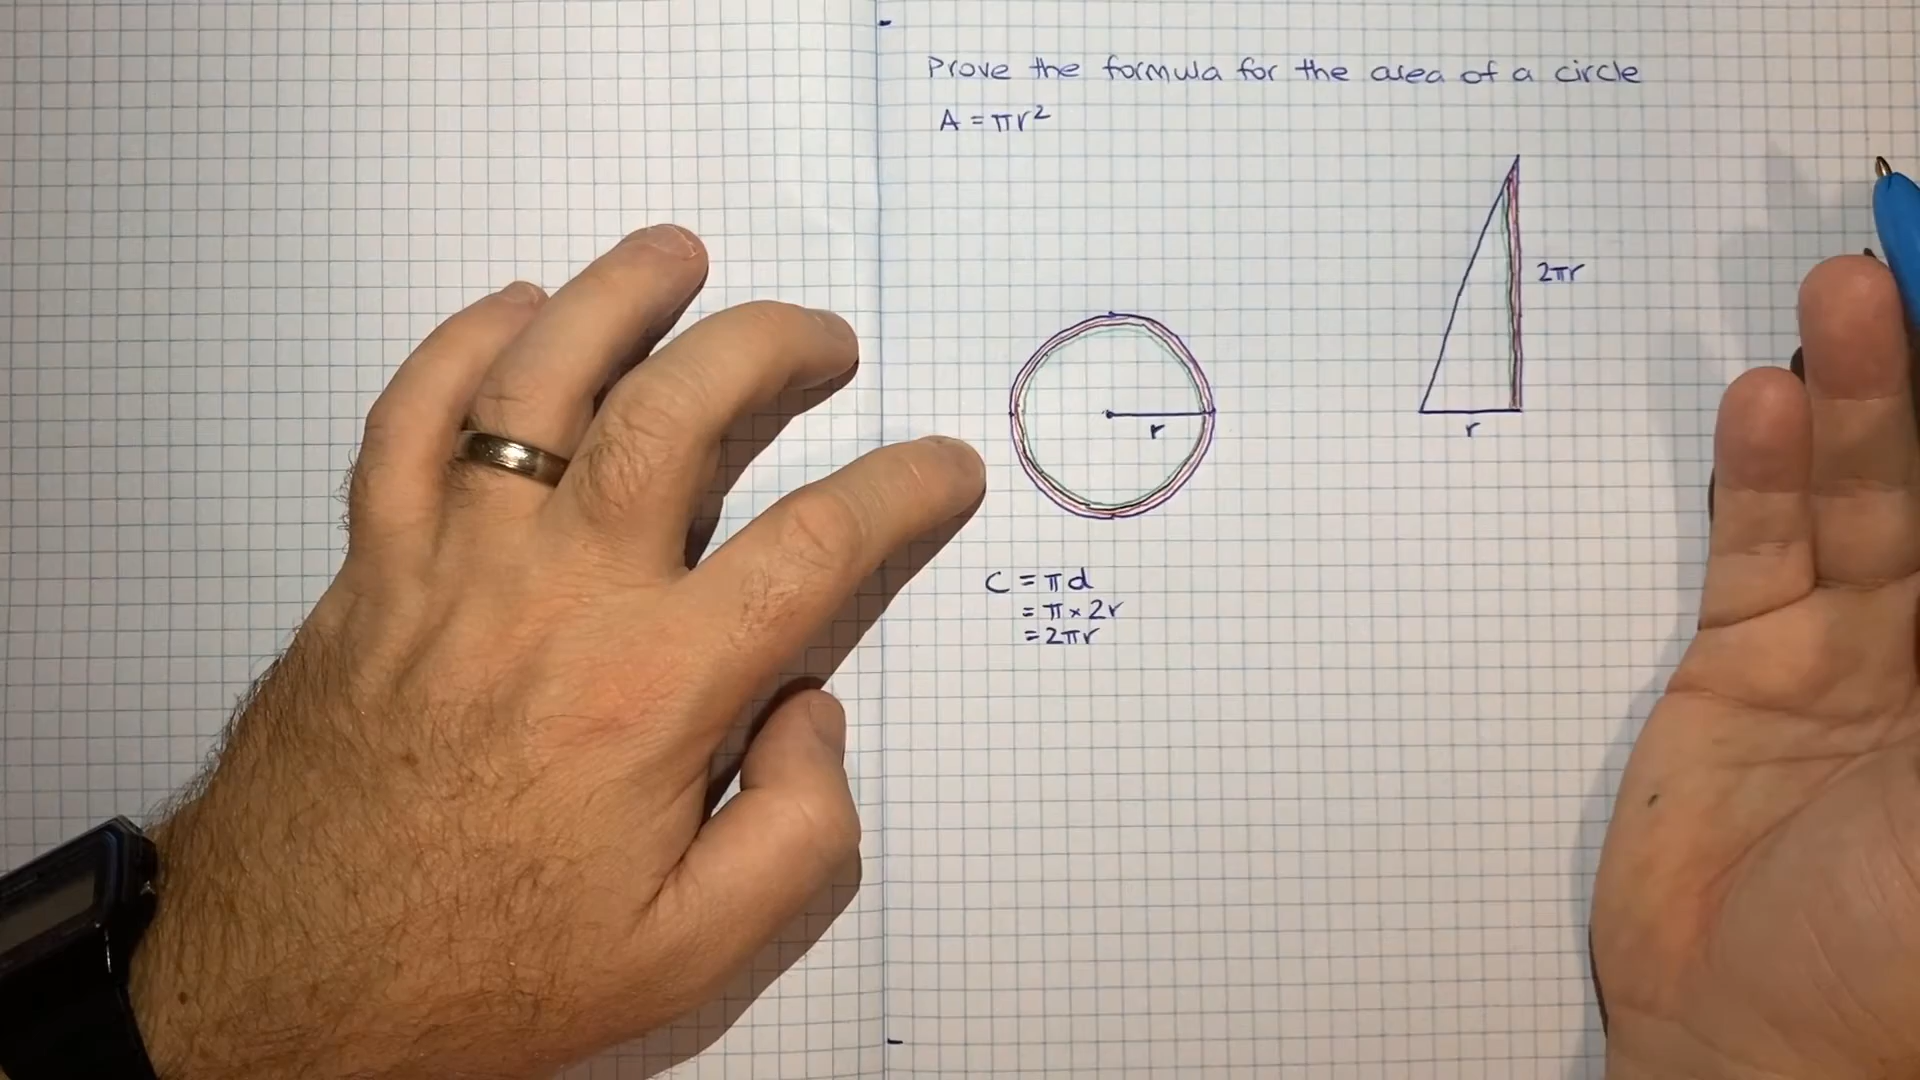 Prove the formula for the area of a circle
A = πr²
2πr
r
r
C = πd
= π × 2r
= 2πr